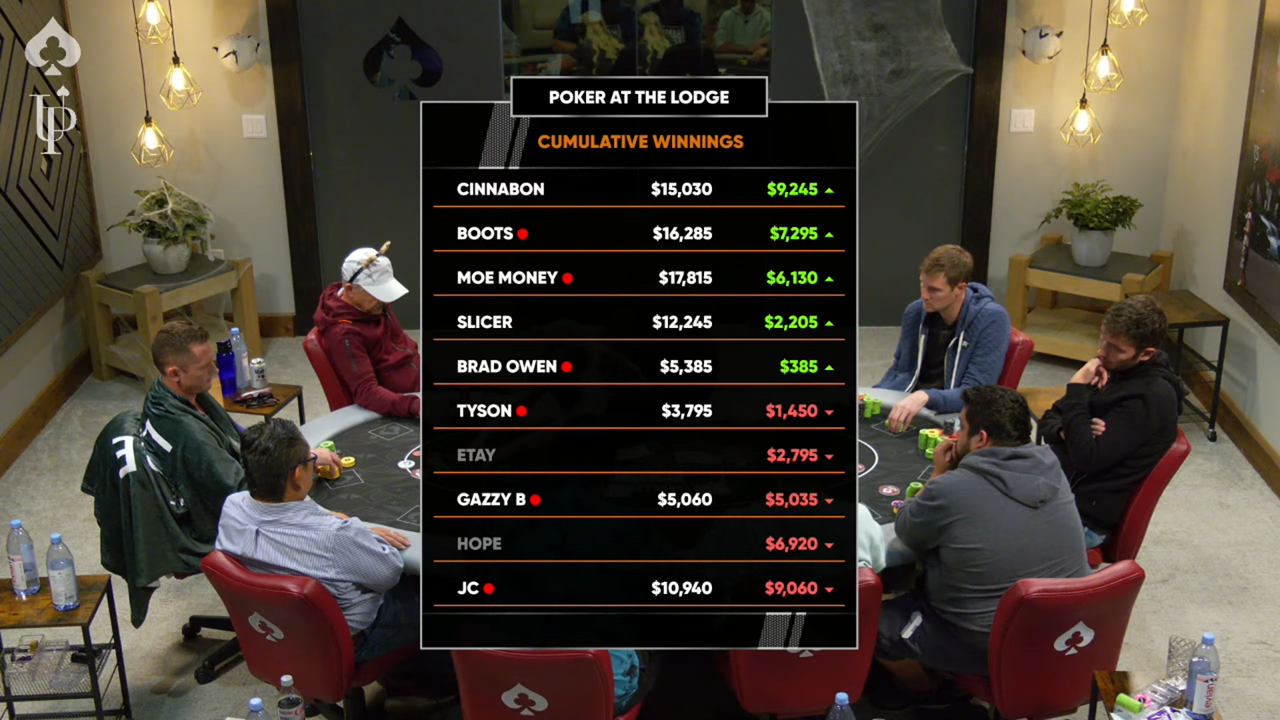 UP
POKER AT THE LODGE
CUMULATIVE WINNINGS
CINNABON $15,030 $9,245
BOOTS $16,285 $7,295
MOE MONEY $17,815 $6,130
SLICER $12,245 $2,205
BRAD OWEN $5,385 $385
TYSON $3,795 $1,450
ETAY $2,795
GAZZY B $5,060 $5,035
HOPE $6,920
JC $10,940 $9,060
evian